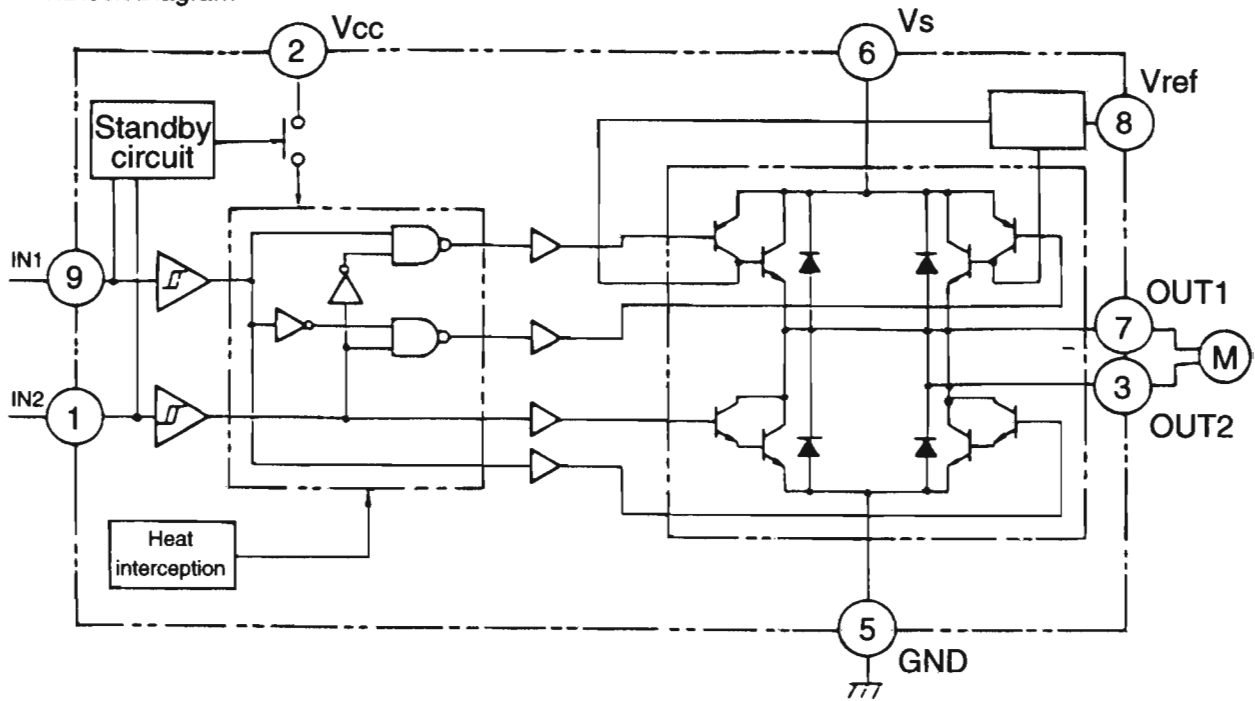 Vcc
2
Vs
6
Vref
8
Standby
circuit
IN1
9
OUT1
7
M
3
OUT2
IN2
1
Heat
interception
5
GND